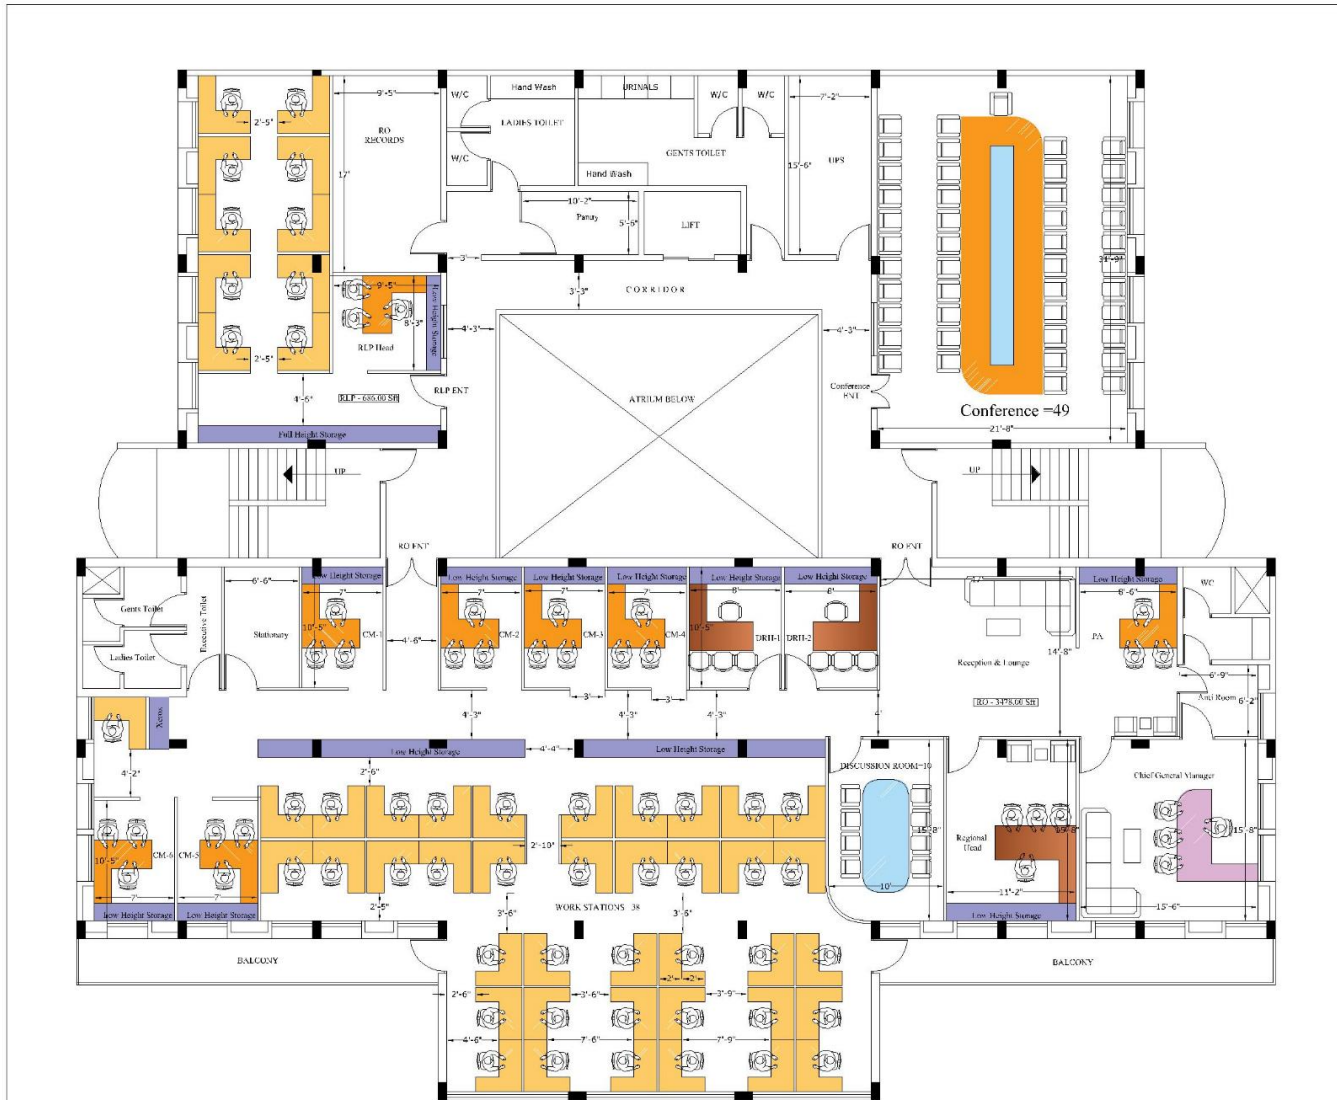 Hand Wash
URINALS
W/C
W/C
W/C
9'-5"
7'-2"
2'-5"
LADIES TOILET
RO
RECORDS
GENTS TOILET
W/C
UPS
15'-6"
17'
Hand Wash
10'-2"
5'-6"
LIFT
3'
31'-9"
CORRIDOR
3'-3"
9'-5"
8'-3"
Low Height Storage
4'-3"
4'-3"
RLP Head
2'-5"
RLP ENT
Conference
ENT
4'-6"
RLP - 686.00 Sft
ATRIUM BELOW
Conference =49
21'-8"
Full Height Storage
UP
UP
RO ENT
RO ENT
6'-6"
Low Height Storage
Low Height Storage
Low Height Storage
Low Height Storage
Low Height Storage
Low Height Storage
Low Height Storage
WC
7'
7'
7'
7'
8'
8'
8'-6"
Gents Toilet
Executive Toilet
Stationary
10'-5"
CM-1
4'-6"
CM-2
CM-3
CM-4
10'-5"
DRH-1
DRH-2
14'-8"
PA
Ladies Toilet
Reception & Lounge
6'-9"
Anti Room
6'-2"
RO - 3478.00 Sft
3'
3'
Xerox
4'-3"
4'-3"
4'-3"
4'
Low Height Storage
4'-4"
Low Height Storage
4'-2"
2'-6"
DISCUSSION ROOM=10
Chief General Manager
15'-8"
15'-8"
15'-8"
Regional
Head
10'-5"
CM-6
CM-5
2'-10"
7'
7'
10'
11'-2"
15'-6"
Low Height Storage
Low Height Storage
2'-5"
3'-6"
WORK STATIONS 38
3'-6"
Low Height Storage
BALCONY
BALCONY
2'
2'
2'-6"
3'-6"
3'-9"
4'-6"
7'-6"
7'-9"